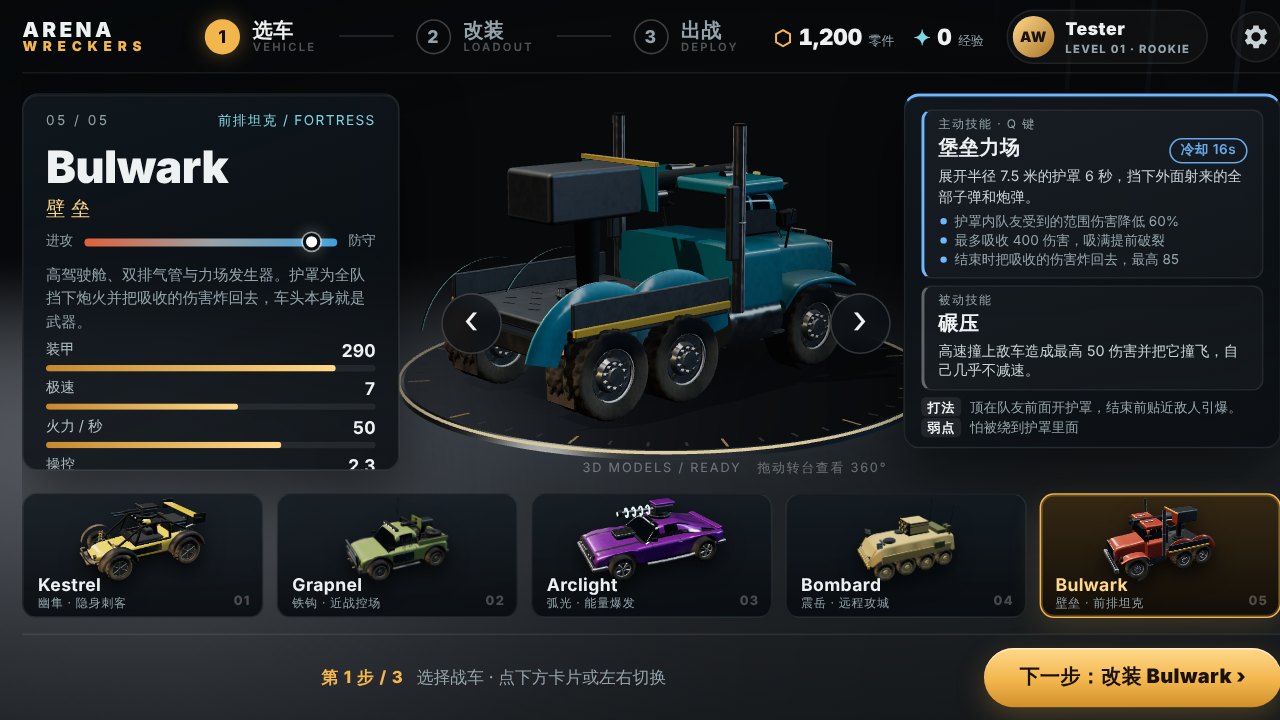 ARENA
WRECKERS
1 选车 VEHICLE
2 改装 LOADOUT
3 出战 DEPLOY
1,200 零件
0 经验
AW Tester
LEVEL 01 · ROOKIE
05 / 05 前排坦克 / FORTRESS
Bulwark
壁垒
进攻 防守
高驾驶舱、双排气管与力场发生器。护罩为全队
挡下炮火并把吸收的伤害炸回去，车头本身就是
武器。
装甲 290
极速 7
火力 / 秒 50
操控 2.3
‹ ›
3D MODELS / READY 拖动转台查看 360°
主动技能 · Q 键
堡垒力场 冷却 16s
展开半径 7.5 米的护罩 6 秒，挡下外面射来的全
部子弹和炮弹。
护罩内队友受到的范围伤害降低 60%
最多吸收 400 伤害，吸满提前破裂
结束时把吸收的伤害炸回去，最高 85
被动技能
碾压
高速撞上敌车造成最高 50 伤害并把它撞飞，自
己几乎不减速。
打法 顶在队友前面开护罩，结束前贴近敌人引爆。
弱点 怕被绕到护罩里面
Kestrel
幽隼 · 隐身刺客 01
Grapnel
铁钩 · 近战控场 02
Arclight
弧光 · 能量爆发 03
Bombard
震岳 · 远程攻城 04
Bulwark
壁垒 · 前排坦克 05
第 1 步 / 3 选择战车 · 点下方卡片或左右切换
下一步：改装 Bulwark ›